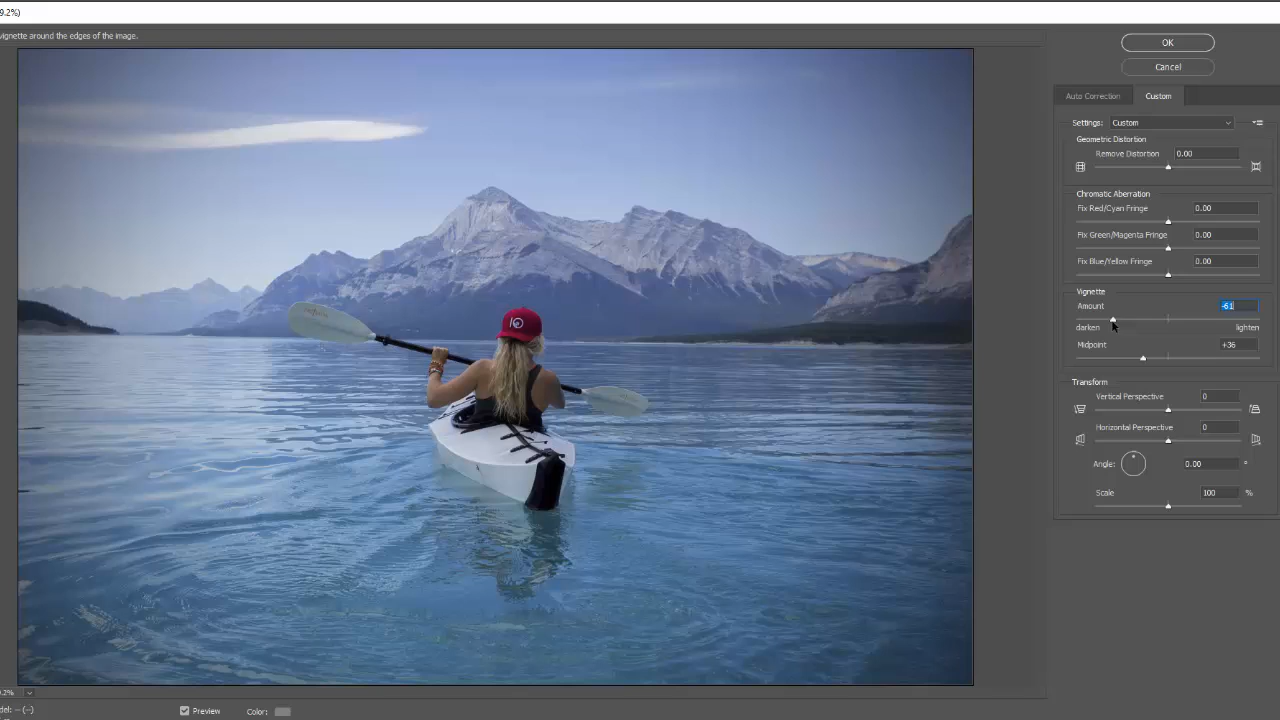 9.2%)
vignette around the edges of the image.
OK
Cancel
Auto Correction
Custom
Settings: Custom
Geometric Distortion
Remove Distortion 0.00
Chromatic Aberration
Fix Red/Cyan Fringe 0.00
Fix Green/Magenta Fringe 0.00
Fix Blue/Yellow Fringe 0.00
Vignette
Amount -61
darken lighten
Midpoint +36
Transform
Vertical Perspective 0
Horizontal Perspective 0
Angle: 0.00 °
Scale 100 %
0.2%
del: -- (--)
Preview Color: